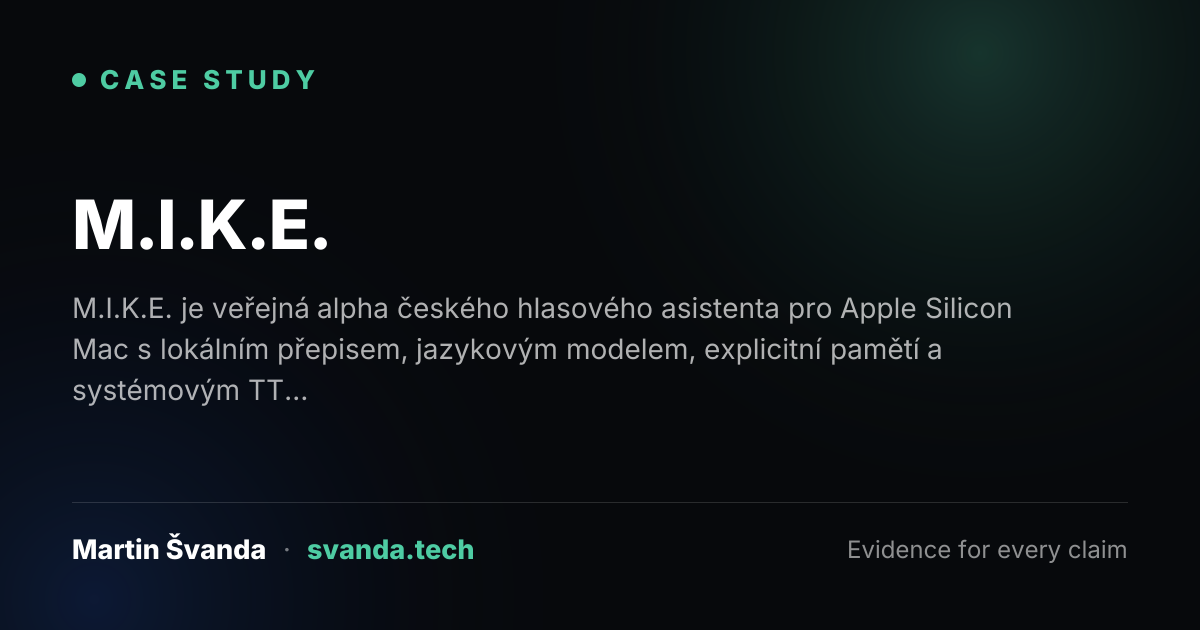 CASE STUDY
M.I.K.E.
M.I.K.E. je veřejná alpha českého hlasového asistenta pro Apple Silicon
Mac s lokálním přepisem, jazykovým modelem, explicitní pamětí a
systémovým TT…
Martin Švanda · svanda.tech
Evidence for every claim